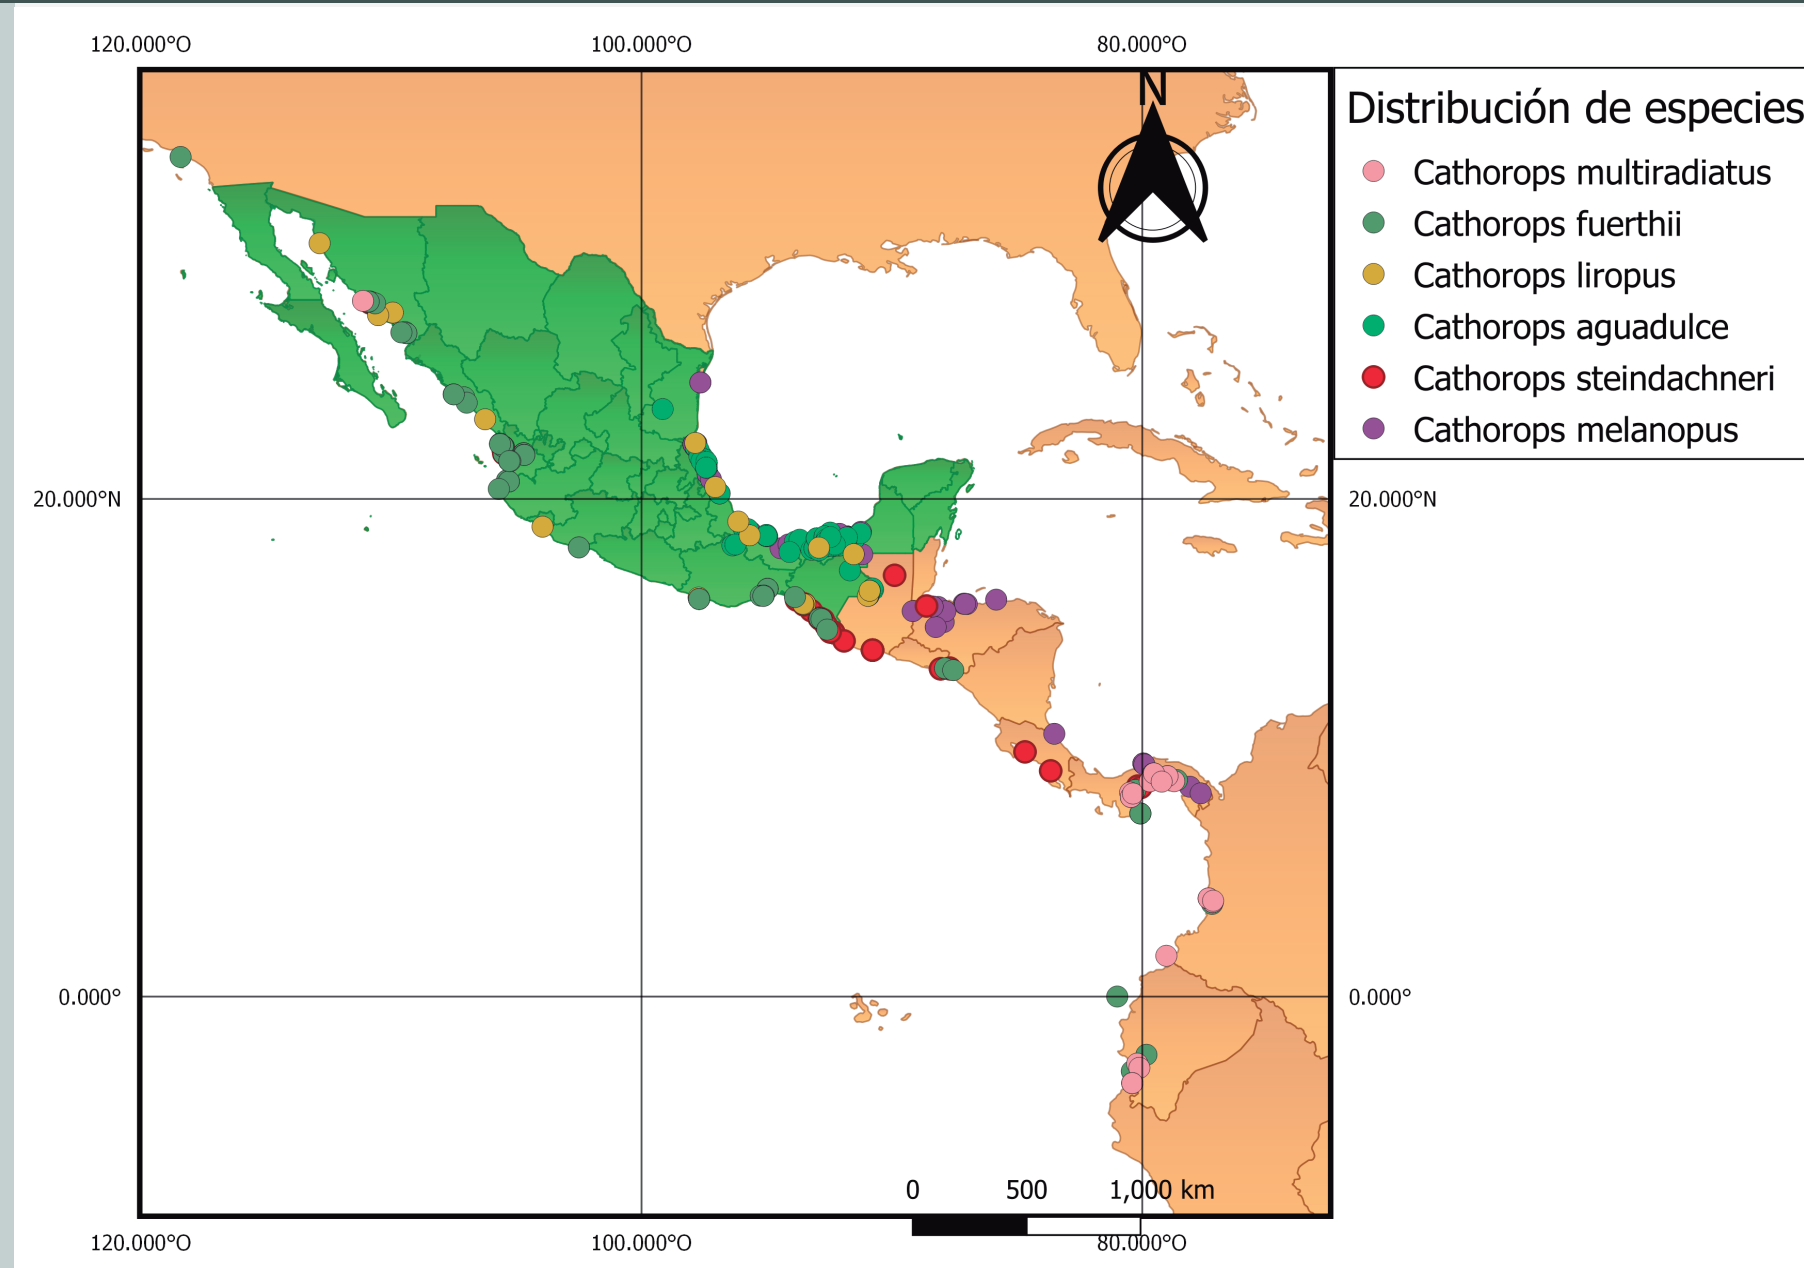 120.000°O
100.000°O
80.000°O
N
Distribución de especies
Cathorops multiradiatus
Cathorops fuerthii
Cathorops liropus
Cathorops aguadulce
Cathorops steindachneri
Cathorops melanopus
20.000°N
20.000°N
0.000°
0.000°
0 500 1,000 km
120.000°O
100.000°O
80.000°O